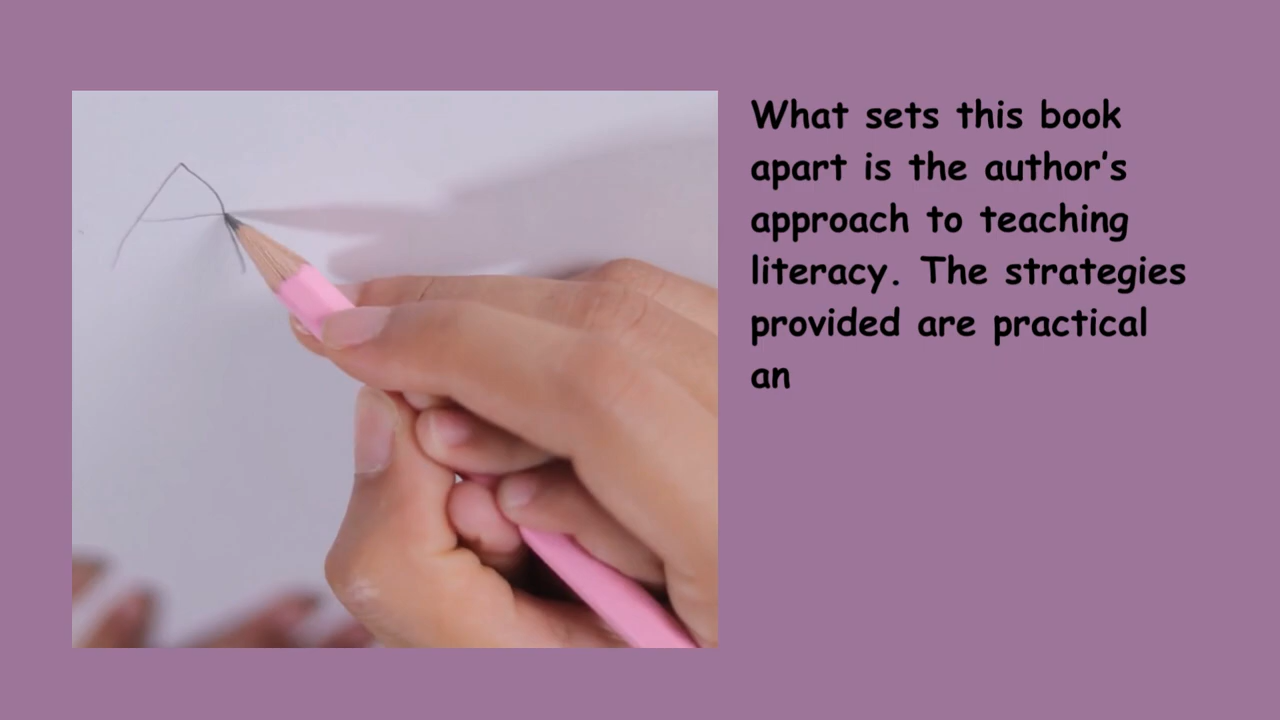 What sets this book
apart is the author's
approach to teaching
literacy. The strategies
provided are practical
an